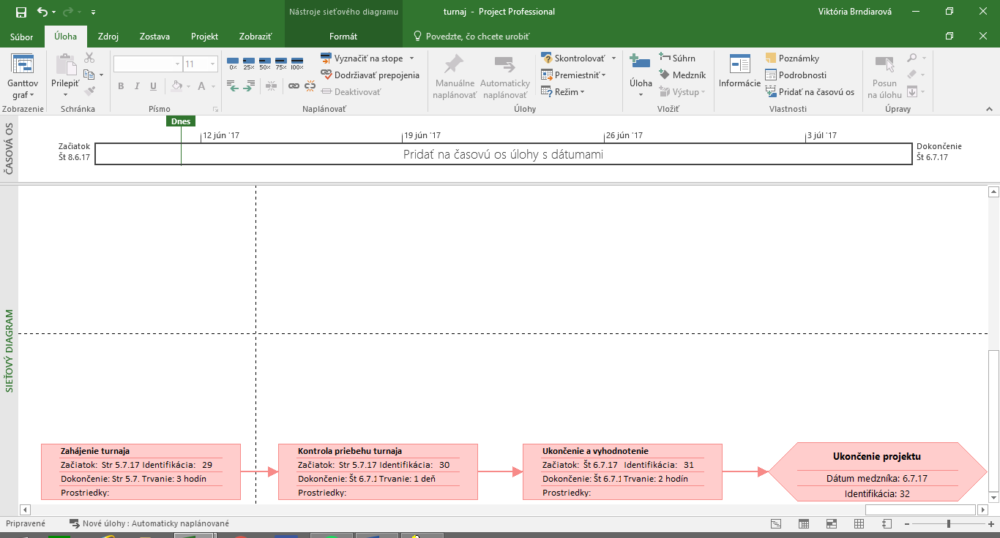 Nástroje sieťového diagramu
turnaj - Project Professional
Viktória Brndiarová
Súbor
Úloha
Zdroj
Zostava
Projekt
Zobraziť
Formát
Povedzte, čo chcete urobiť
Ganttov
graf
Zobrazenie
Prilepiť
Schránka
11
B I U A
Písmo
0% 25% 50% 75% 100%
Vyznačiť na stope
Dodržiavať prepojenia
Deaktivovať
Naplánovať
Manuálne
naplánovať
Automaticky
naplánovať
Skontrolovať
Premiestniť
Režim
Úlohy
Úloha
Súhrn
Medzník
Výstup
Vložiť
Informácie
Poznámky
Podrobnosti
Pridať na časovú os
Vlastnosti
Posun
na úlohu
Úpravy
ČASOVÁ OS
Dnes
12 jún '17
19 jún '17
26 jún '17
3 júl '17
Začiatok
Št 8.6.17
Pridať na časovú os úlohy s dátumami
Dokončenie
Št 6.7.17
SIEŤOVÝ DIAGRAM
Zahájenie turnaja
Začiatok: Str 5.7.17 Identifikácia: 29
Dokončenie: Str 5.7. Trvanie: 3 hodín
Prostriedky:
Kontrola priebehu turnaja
Začiatok: Str 5.7.17 Identifikácia: 30
Dokončenie: Št 6.7.1 Trvanie: 1 deň
Prostriedky:
Ukončenie a vyhodnotenie
Začiatok: Št 6.7.17 Identifikácia: 31
Dokončenie: Št 6.7.1 Trvanie: 2 hodín
Prostriedky:
Ukončenie projektu
Dátum medzníka: 6.7.17
Identifikácia: 32
Pripravené
Nové úlohy : Automaticky naplánované